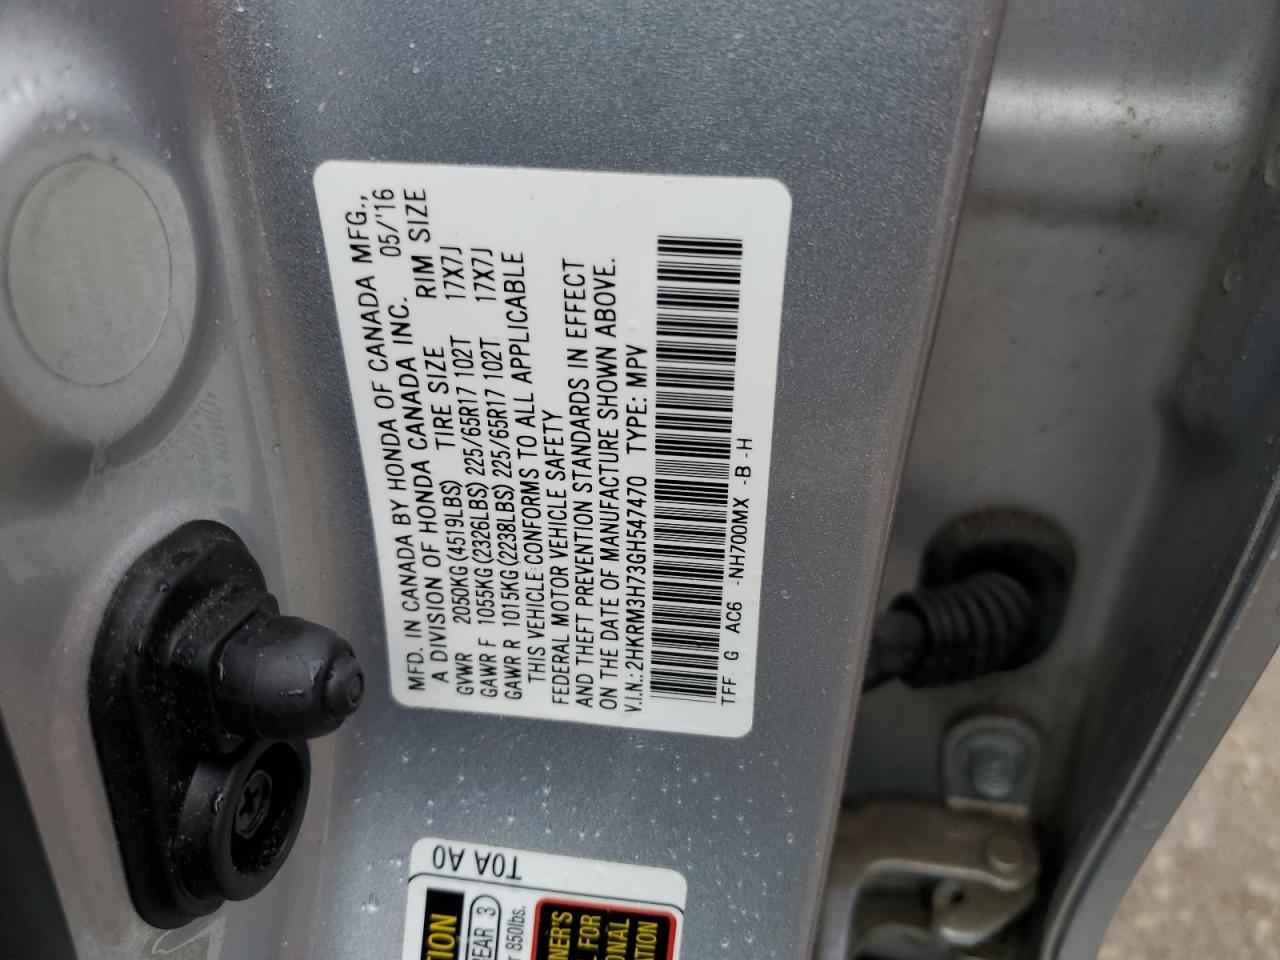 MFD. IN CANADA BY HONDA OF CANADA MFG.,
A DIVISION OF HONDA CANADA INC. 05/'16
GVWR 2050KG(4519LBS) TIRE SIZE RIM SIZE
GAWR F 1055KG(2326LBS) 225/65R17 102T 17X7J
GAWR R 1015KG(2238LBS) 225/65R17 102T 17X7J
THIS VEHICLE CONFORMS TO ALL APPLICABLE
FEDERAL MOTOR VEHICLE SAFETY
AND THEFT PREVENTION STANDARDS IN EFFECT
ON THE DATE OF MANUFACTURE SHOWN ABOVE.
V.I.N.:2HKRM3H73GH547470 TYPE: MPV
TFF G AC6 -NH700MX -B -H
T0A A0
REAR 3
850lbs.